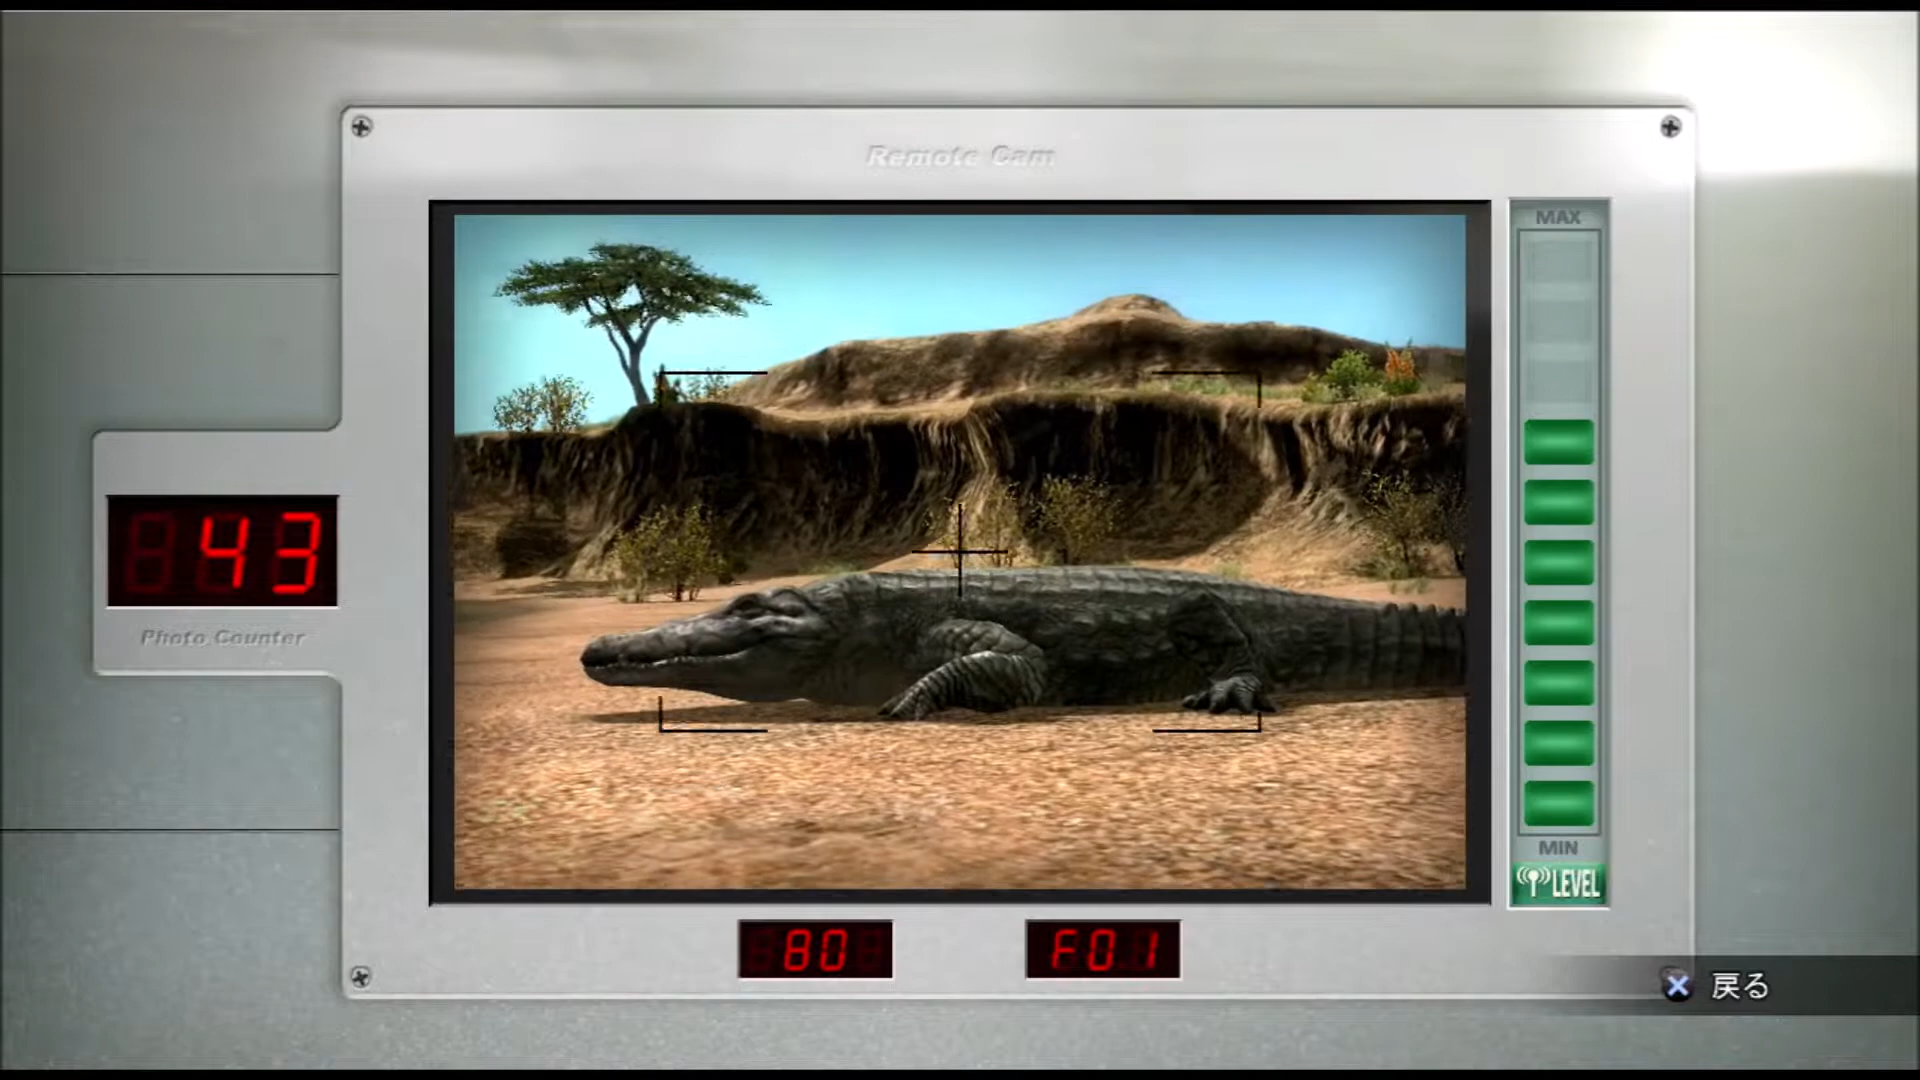 Remote Cam
MAX
43
Photo Counter
MIN
LEVEL
80
F01
戻る